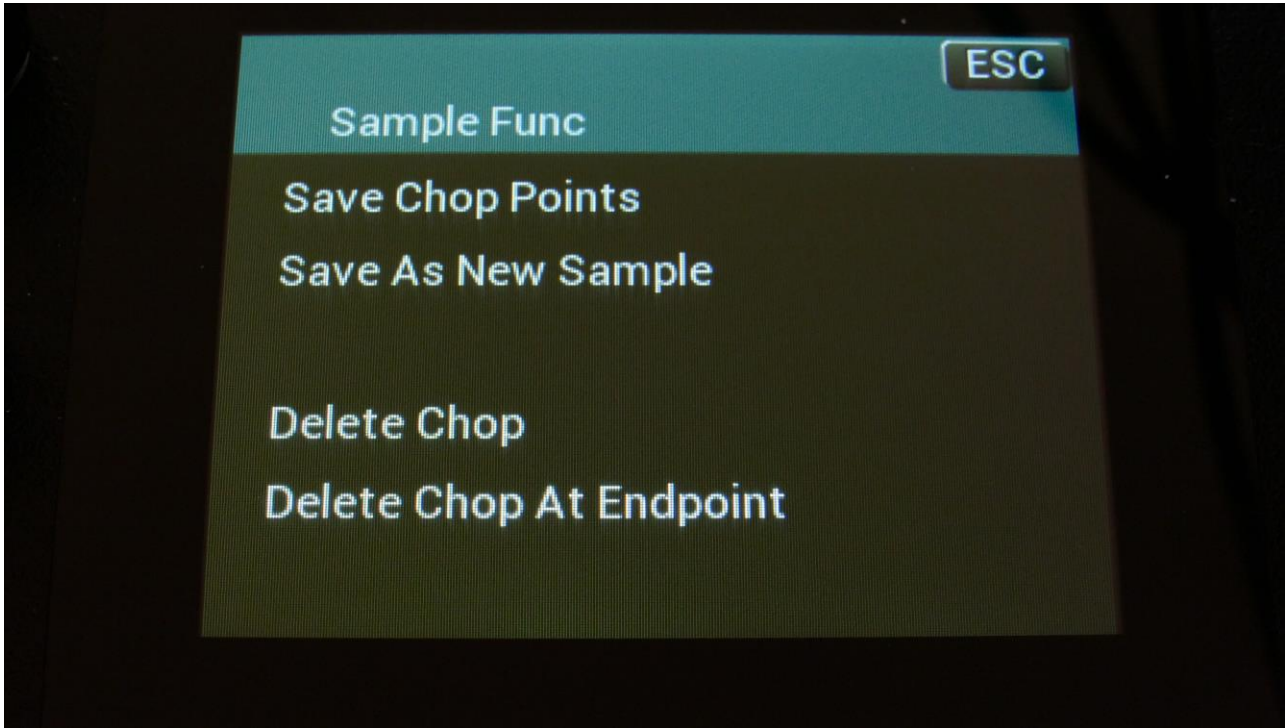 ESC
Sample Func
Save Chop Points
Save As New Sample
Delete Chop
Delete Chop At Endpoint